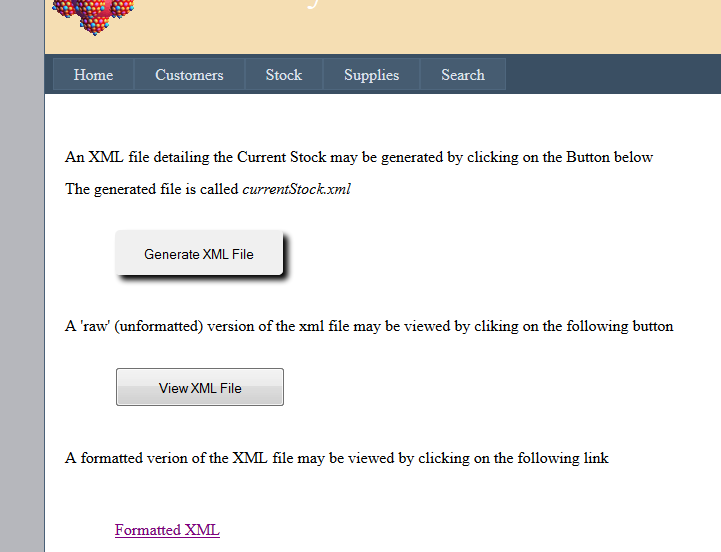 Home Customers Stock Supplies Search
An XML file detailing the Current Stock may be generated by clicking on the Button below
The generated file is called currentStock.xml
Generate XML File
A 'raw' (unformatted) version of the xml file may be viewed by cliking on the following button
View XML File
A formatted verion of the XML file may be viewed by clicking on the following link
Formatted XML